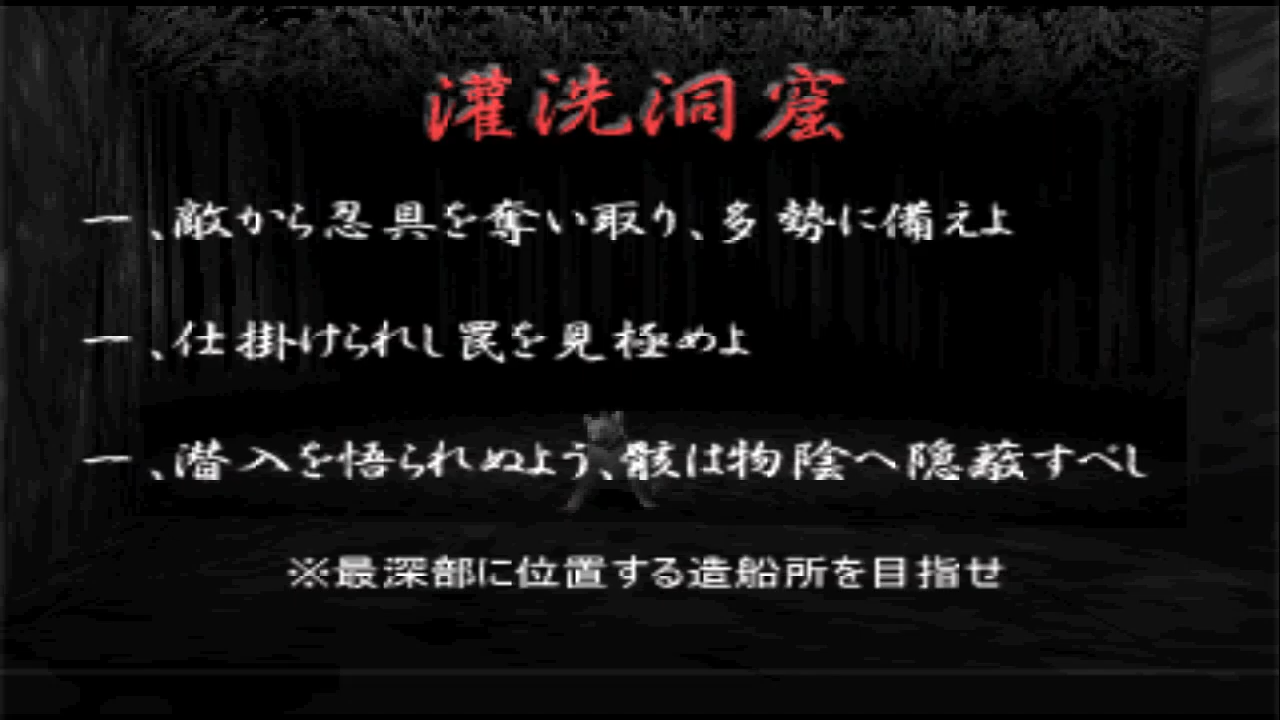 灌洗洞窟
一、敵から忍具を奪い取り、多勢に備えよ
一、仕掛けられし罠を見極めよ
一、潜入を悟られぬよう、骸は物陰へ隠蔽すべし
※最深部に位置する造船所を目指せ